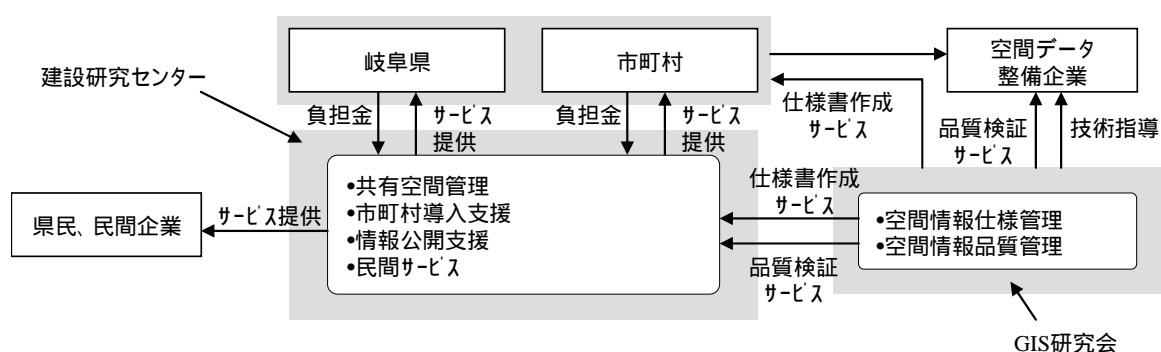 岐阜県
市町村
空間データ
整備企業
建設研究センター
負担金
ｻｰﾋﾞｽ
提供
負担金
ｻｰﾋﾞｽ
提供
仕様書作成
ｻｰﾋﾞｽ
品質検証
ｻｰﾋﾞｽ
技術指導
県民、民間企業
ｻｰﾋﾞｽ提供
•共有空間管理
•市町村導入支援
•情報公開支援
•民間ｻｰﾋﾞｽ
仕様書作成
ｻｰﾋﾞｽ
品質検証
ｻｰﾋﾞｽ
•空間情報仕様管理
•空間情報品質管理
GIS研究会